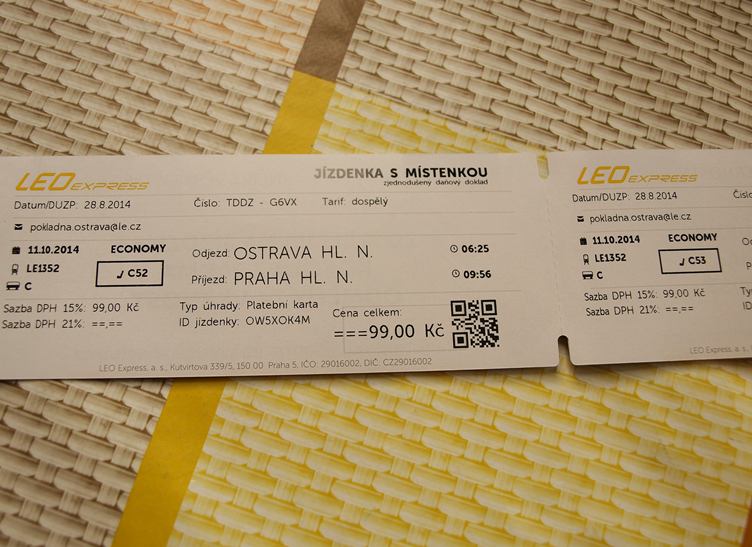 LEO EXPRESS
JÍZDENKA S MÍSTENKOU
zjednodušený daňový doklad
Datum/DUZP: 28.8.2014 Číslo: TDDZ - G6VX Tarif: dospělý
pokladna.ostrava@le.cz
11.10.2014 ECONOMY Odjezd: OSTRAVA HL. N. 06:25
LE1352 C52 Příjezd: PRAHA HL. N. 09:56
C
Sazba DPH 15%: 99,00 Kč Typ úhrady: Platební karta
Sazba DPH 21%: ==,== ID jízdenky: OW5XOK4M
Cena celkem:
===99,00 Kč
LEO Express, a. s., Kutvirtova 339/5, 150 00 Praha 5, IČO: 29016002, DIČ: CZ29016002
LEO EXPRESS
Datum/DUZP: 28.8.2014
pokladna.ostrava@le.cz
11.10.2014 ECONOMY
LE1352 C53
C
Sazba DPH 15%: 99,00 Kč
Sazba DPH 21%: ==,==
LEO Express, a. s.,